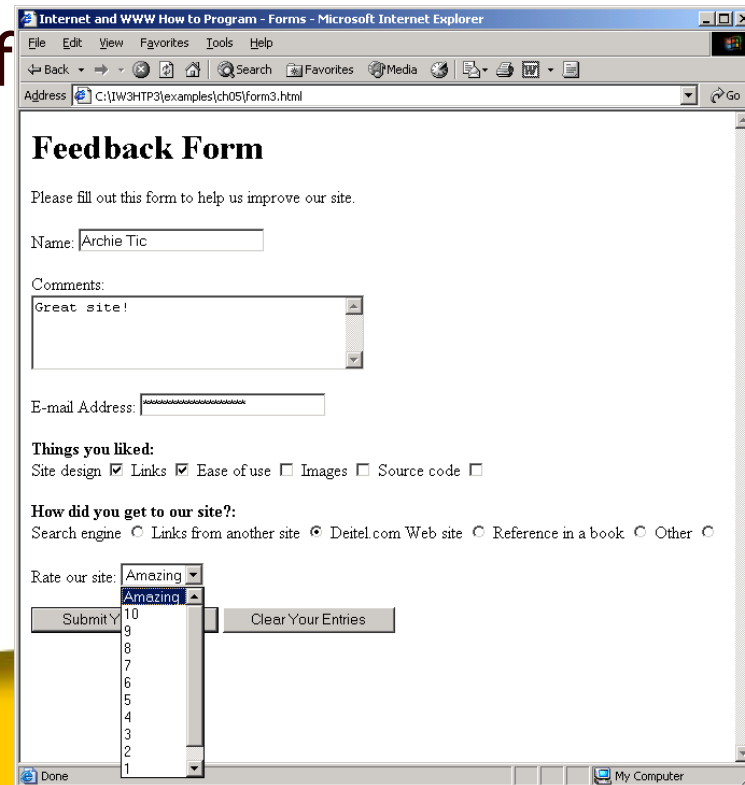 Internet and WWW How to Program - Forms - Microsoft Internet Explorer
f
File Edit View Favorites Tools Help
Back Search Favorites Media
Address C:\IW3HTP3\examples\ch05\form3.html Go
Feedback Form
Please fill out this form to help us improve our site.
Name: Archie Tic
Comments:
Great site!
E-mail Address: ********************
Things you liked:
Site design Links Ease of use Images Source code
How did you get to our site?:
Search engine Links from another site Deitel.com Web site Reference in a book Other
Rate our site: Amazing
Amazing
Submit Y Clear Your Entries
10
9
8
7
6
5
4
3
2
1
Done My Computer